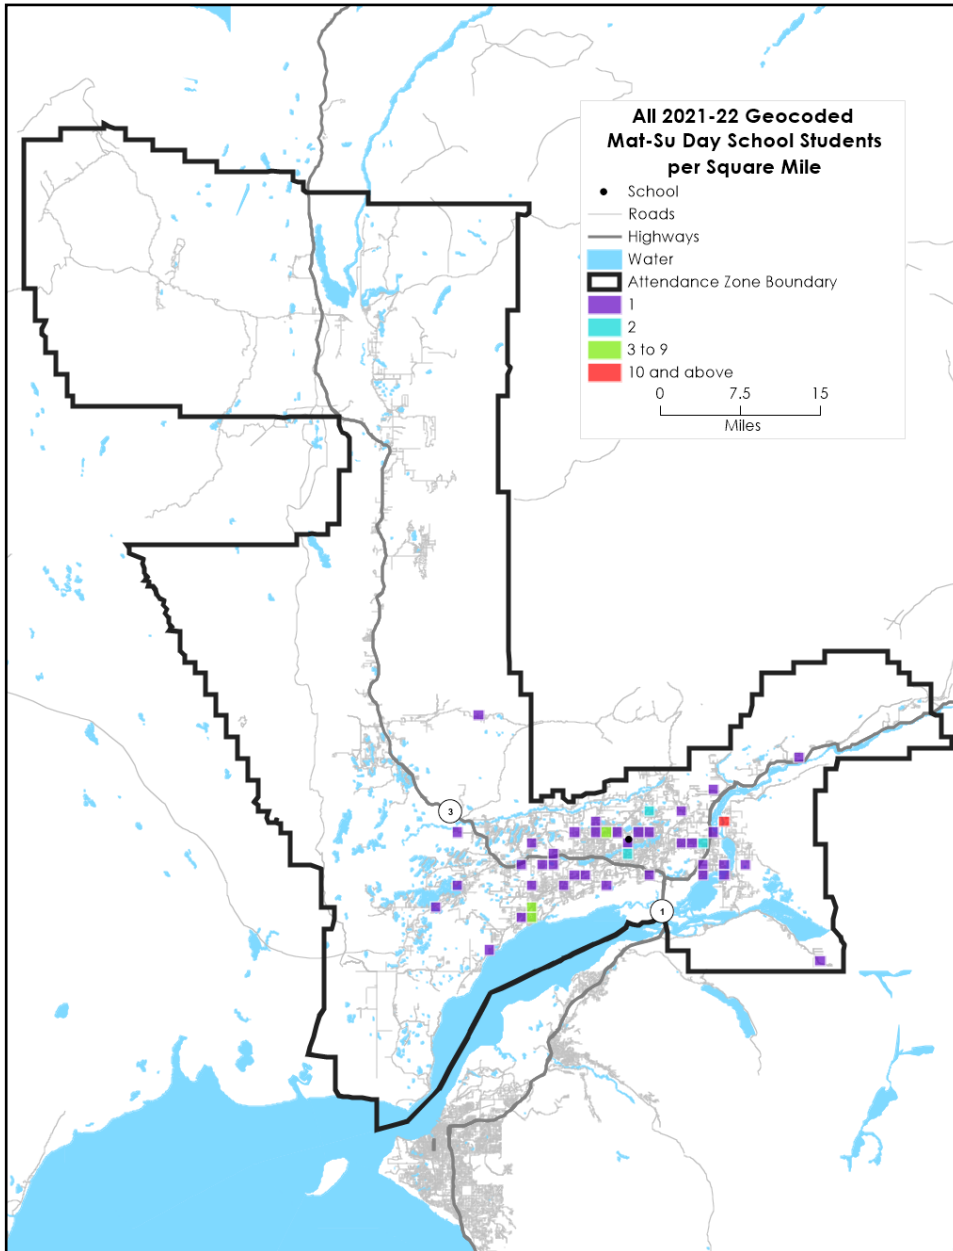 All 2021-22 Geocoded
Mat-Su Day School Students
per Square Mile
School
Roads
Highways
Water
Attendance Zone Boundary
1
2
3 to 9
10 and above
0 7.5 15
Miles
3
1